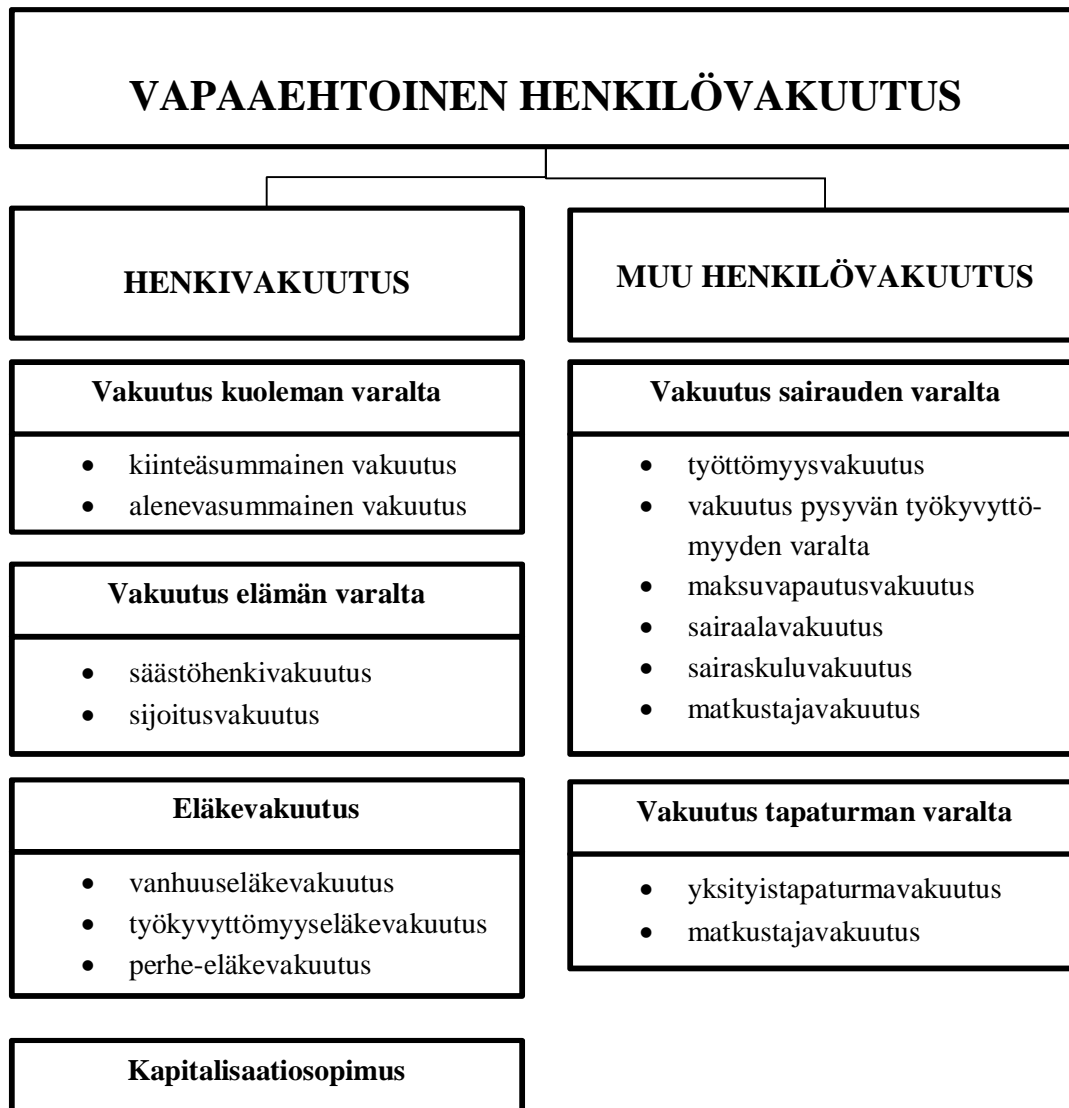 VAPAAEHTOINEN HENKILÖVAKUUTUS
HENKIVAKUUTUS
Vakuutus kuoleman varalta
• kiinteäsummainen vakuutus
• alenevasummainen vakuutus
Vakuutus elämän varalta
• säästöhenkivakuutus
• sijoitusvakuutus
Eläkevakuutus
• vanhuuseläkevakuutus
• työkyvyttömyyseläkevakuutus
• perhe-eläkevakuutus
Kapitalisaatiosopimus
MUU HENKILÖVAKUUTUS
Vakuutus sairauden varalta
• työttömyysvakuutus
• vakuutus pysyvän työkyvyttö-
myyden varalta
• maksuvapautusvakuutus
• sairaalavakuutus
• sairaskuluvakuutus
• matkustajavakuutus
Vakuutus tapaturman varalta
• yksityistapaturmavakuutus
• matkustajavakuutus